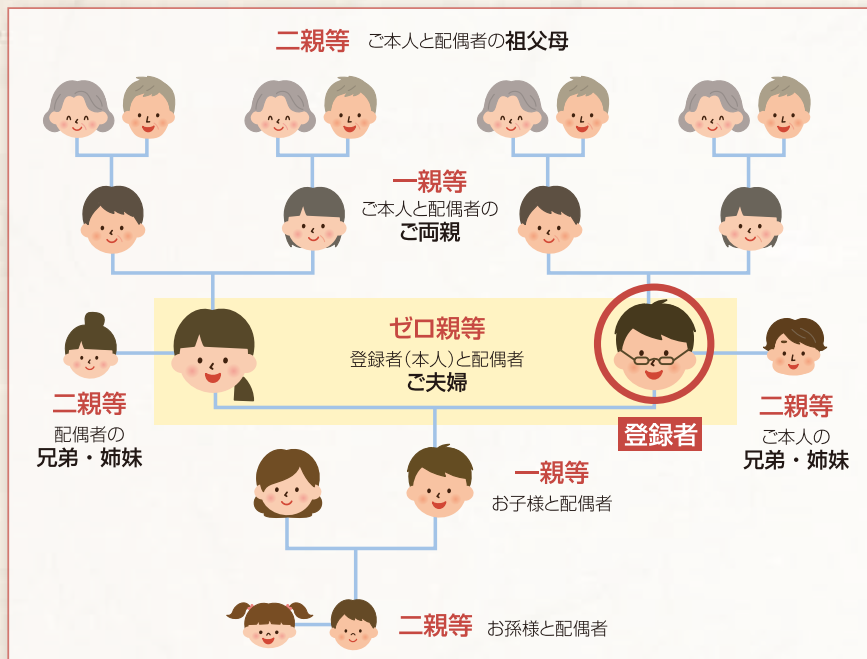 二親等 ご本人と配偶者の祖父母
一親等
ご本人と配偶者の
ご両親
ゼロ親等
登録者(本人)と配偶者
ご夫婦
二親等
配偶者の
兄弟・姉妹
登録者
二親等
ご本人の
兄弟・姉妹
一親等
お子様と配偶者
二親等 お孫様と配偶者